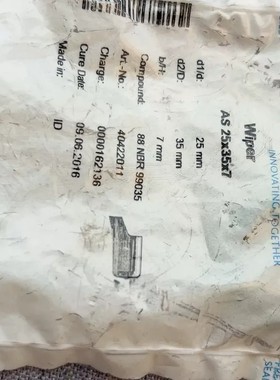 Wiper
AS 25x35x7
d1/d: 25 mm
d2/D: 35 mm
b/H: 7 mm
Compound: 88 NBR 99035
Art.-No.: 40422011
Charge: 0000162136
Cure Date: 09.06.2016
Made in: ID
INNOVATING TOGETHER